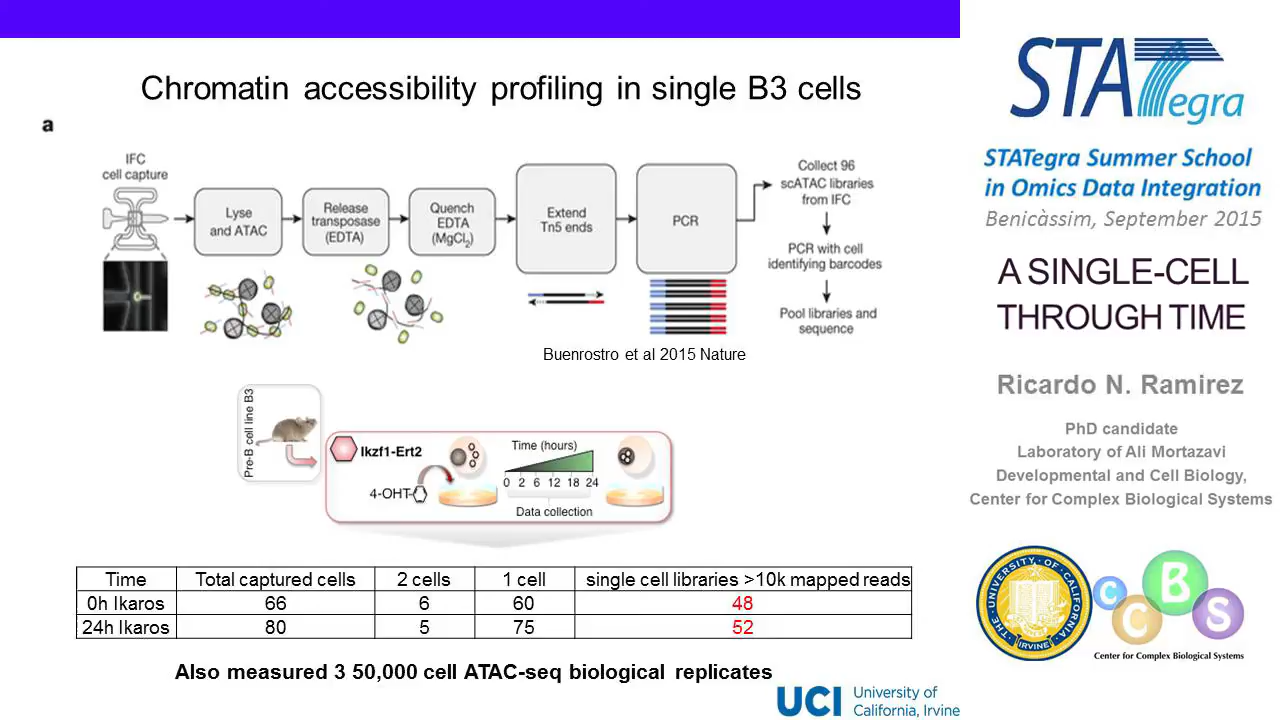 Chromatin accessibility profiling in single B3 cells
a
IFC
cell capture
Lyse
and ATAC
Release
transposase
(EDTA)
Quench
EDTA
(MgCl2)
Extend
Tn5 ends
PCR
Collect 96
scATAC libraries
from IFC
PCR with cell
identifying barcodes
Pool libraries and
sequence
Buenrostro et al 2015 Nature
Pre-B cell line B3
Ikzf1-Ert2
4-OHT
Time (hours)
0 2 6 12 18 24
Data collection
Time Total captured cells 2 cells 1 cell single cell libraries >10k mapped reads
0h Ikaros 66 6 60 48
24h Ikaros 80 5 75 52
Also measured 3 50,000 cell ATAC-seq biological replicates
UCI University of
California, Irvine
STATegra
STATegra Summer School
in Omics Data Integration
Benicàssim, September 2015
A SINGLE-CELL
THROUGH TIME
Ricardo N. Ramirez
PhD candidate
Laboratory of Ali Mortazavi
Developmental and Cell Biology,
Center for Complex Biological Systems
THE UNIVERSITY OF CALIFORNIA
IRVINE
C C B S
Center for Complex Biological Systems